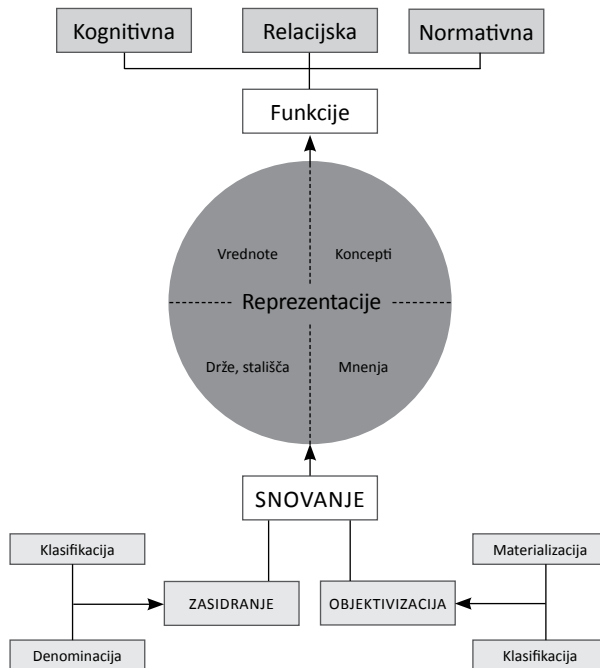 Kognitivna
Relacijska
Normativna
Funkcije
Vrednote
Koncepti
Reprezentacije
Drže, stališča
Mnenja
SNOVANJE
Klasifikacija
Materializacija
ZASIDRANJE
OBJEKTIVIZACIJA
Denominacija
Klasifikacija